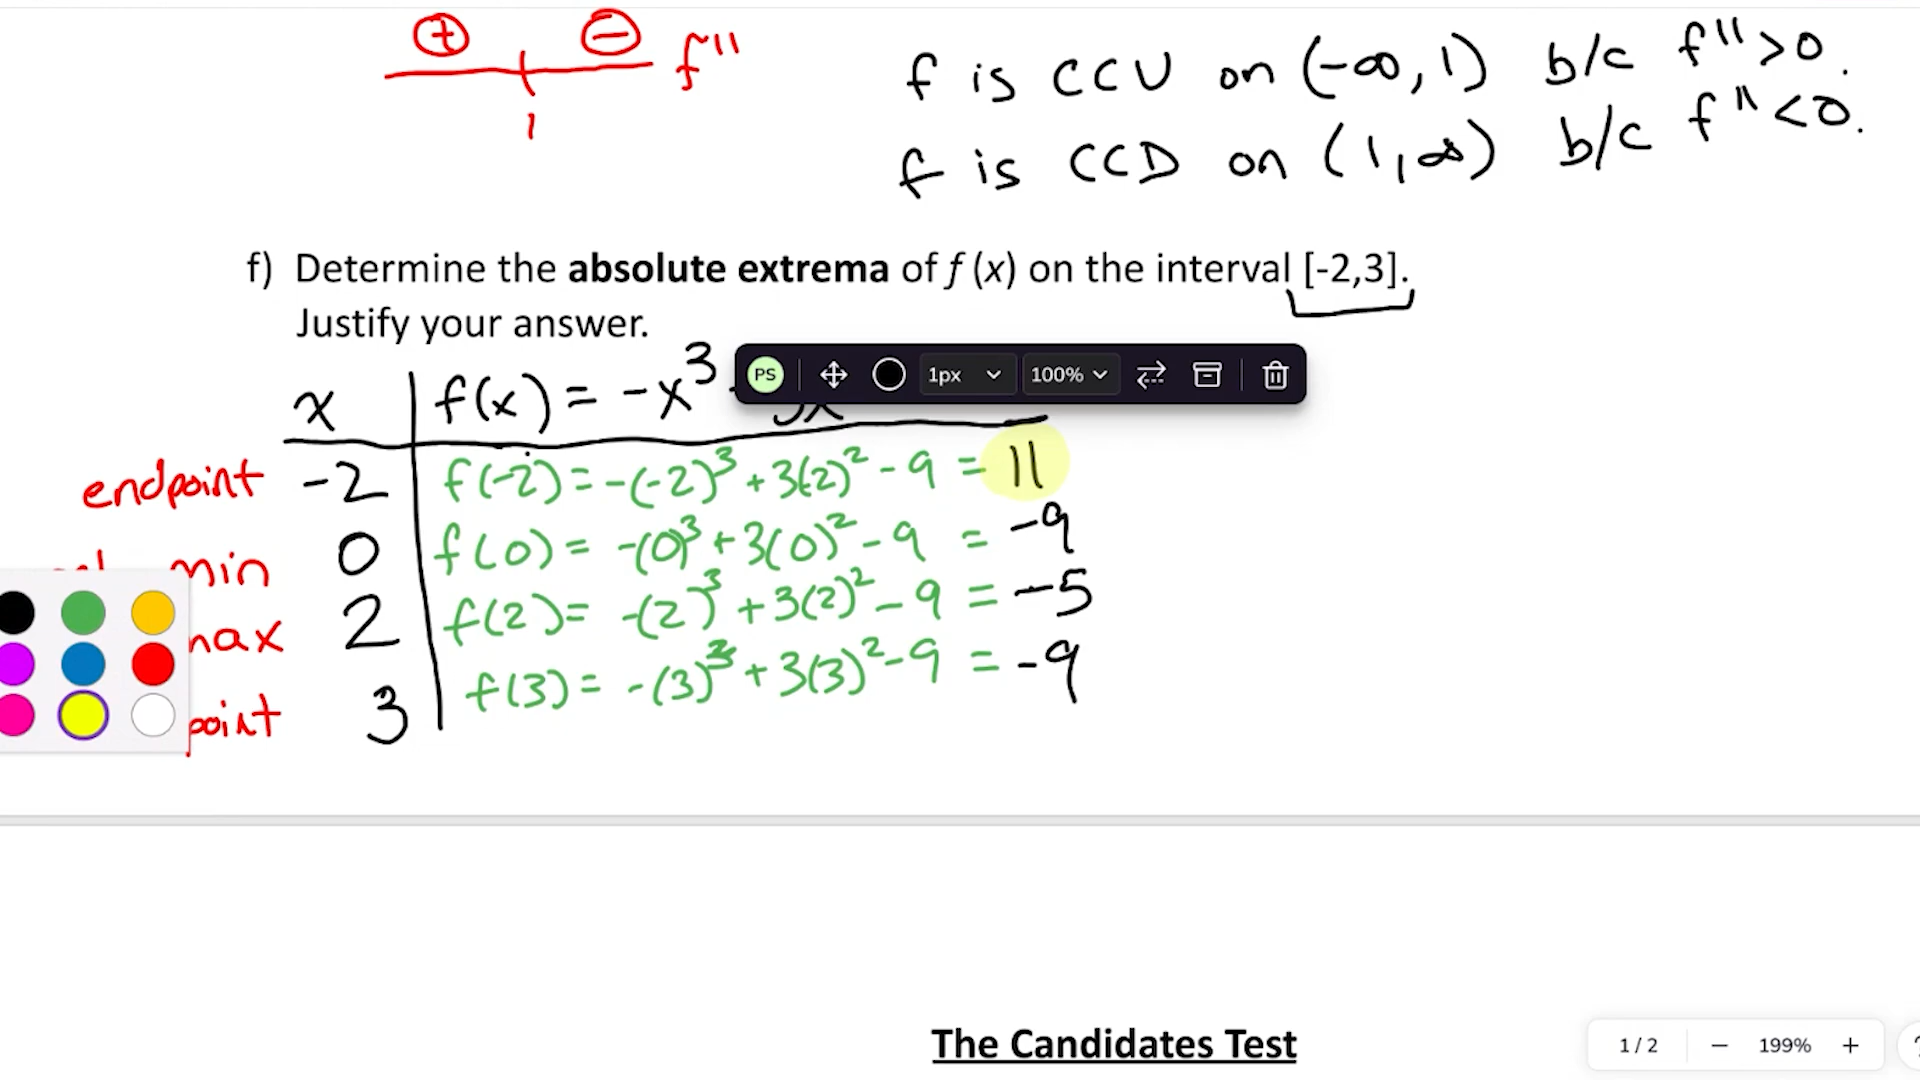 ⊕ ⊖ f"
1
f is CCU on (-∞, 1) b/c f" > 0.
f is CCD on (1, ∞) b/c f" < 0.
f) Determine the absolute extrema of f (x) on the interval [-2,3].
Justify your answer.
PS 1px 100%
x f(x) = -x³
endpoint -2 f(-2) = -(-2)³ + 3(-2)² - 9 = 11
min 0 f(0) = -(0)³ + 3(0)² - 9 = -9
max 2 f(2) = -(2)³ + 3(2)² - 9 = -5
point 3 f(3) = -(3)³ + 3(3)² - 9 = -9
The Candidates Test
1 / 2 − 199% +